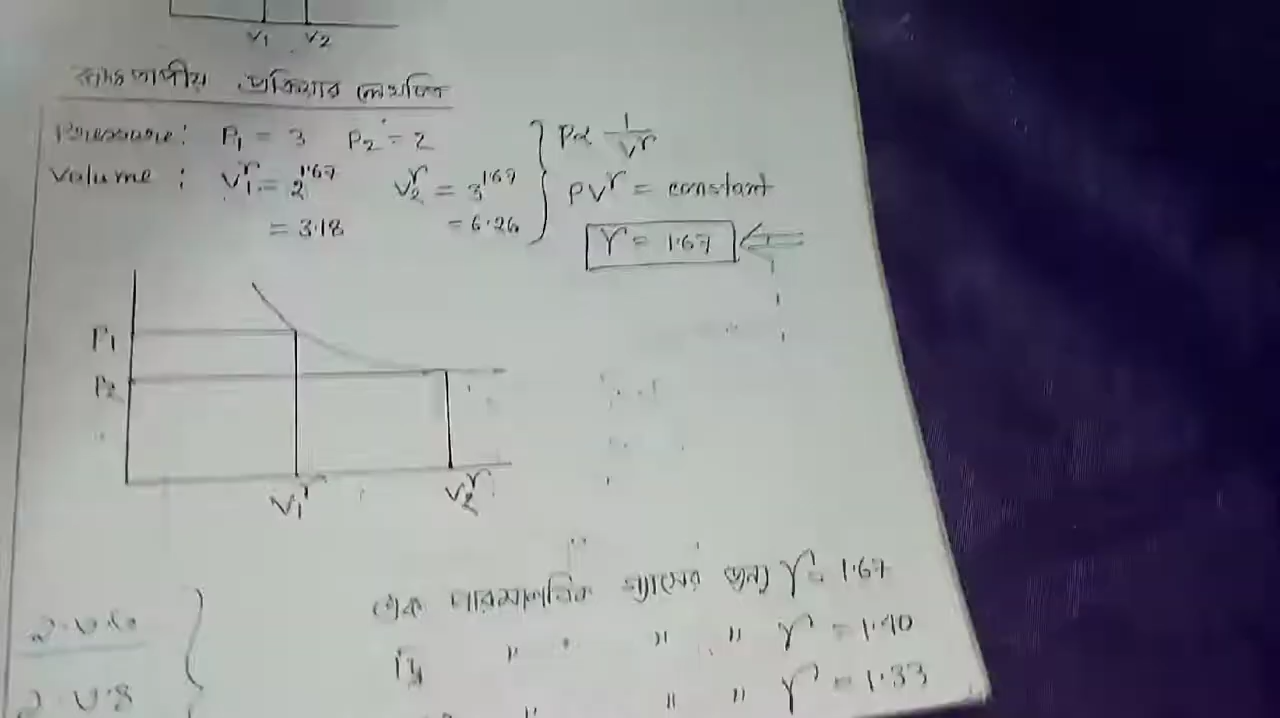 V1 V2
রুদ্ধতাপীয় প্রক্রিয়ার লেখচিত্র
Pressure: P1 = 3 P2 = 2 } P∝ 1/V^γ
Volume : V1^γ = 2^1.67 V2^γ = 3^1.67 PV^γ = constant
= 3.18 = 6.26 γ = 1.67
P1
P2
V1^γ V2^γ
এক পারমাণবিক গ্যাসের জন্য γ = 1.67
দ্বি " " " " γ = 1.40
" " " γ = 1.33